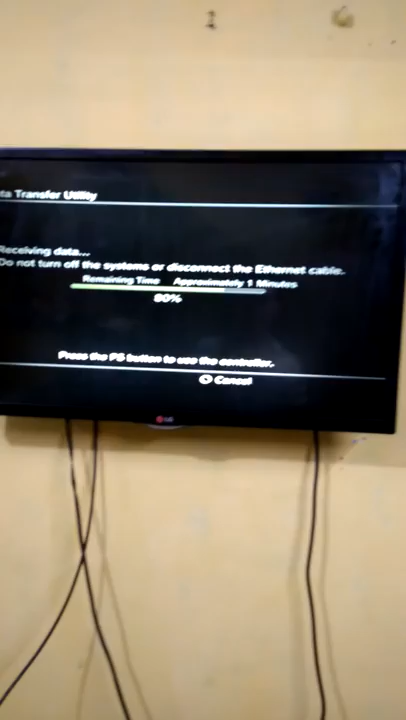 ta Transfer Utility
Receiving data...
Do not turn off the systems or disconnect the Ethernet cable.
Remaining Time Approximately 1 Minutes
80%
Press the PS button to use the controller.
Cancel
LG